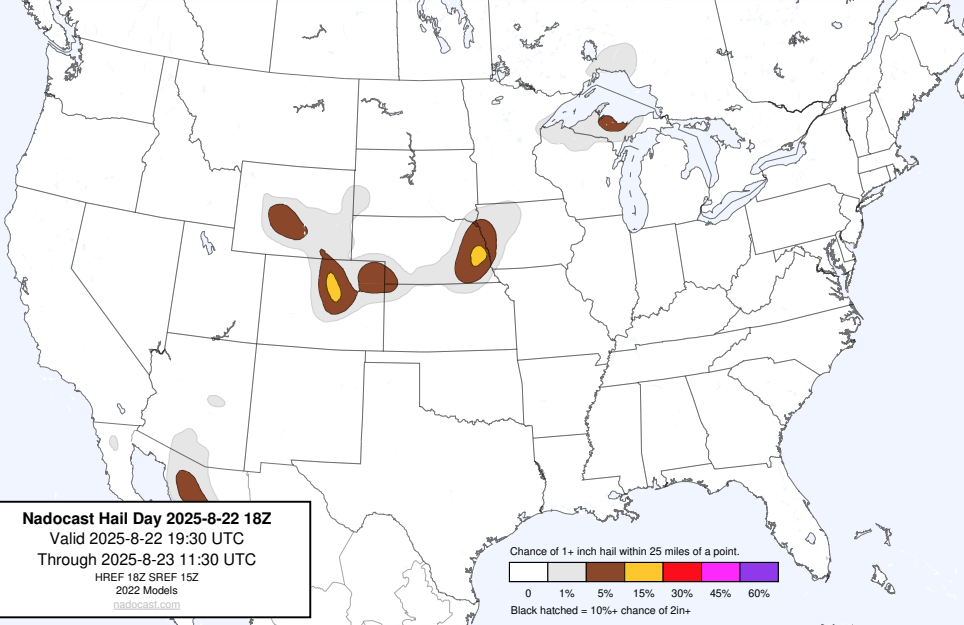 Nadocast Hail Day 2025-8-22 18Z
Valid 2025-8-22 19:30 UTC
Through 2025-8-23 11:30 UTC
HREF 18Z SREF 15Z
2022 Models
nadocast.com
Chance of 1+ inch hail within 25 miles of a point.
0 1% 5% 15% 30% 45% 60%
Black hatched = 10%+ chance of 2in+